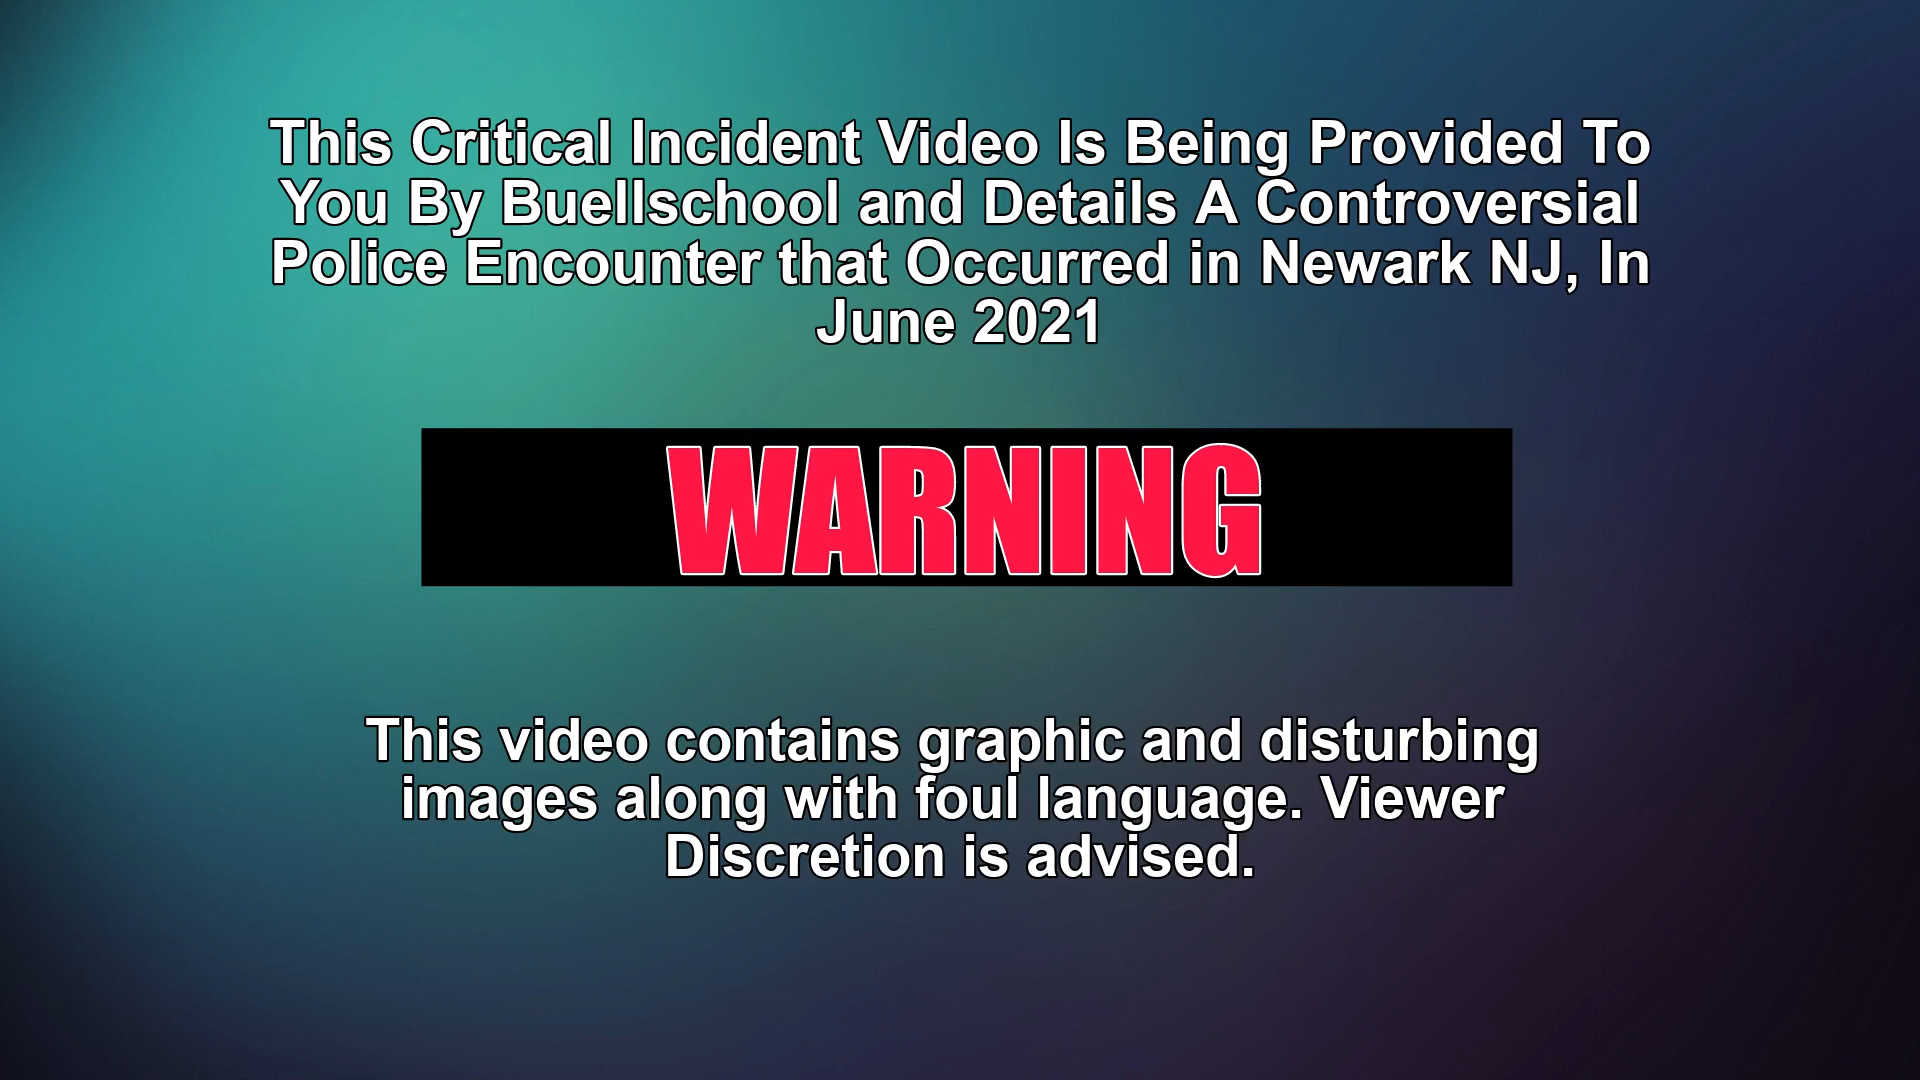 This Critical Incident Video Is Being Provided To
You By Buellschool and Details A Controversial
Police Encounter that Occurred in Newark NJ, In
June 2021
WARNING
This video contains graphic and disturbing
images along with foul language. Viewer
Discretion is advised.